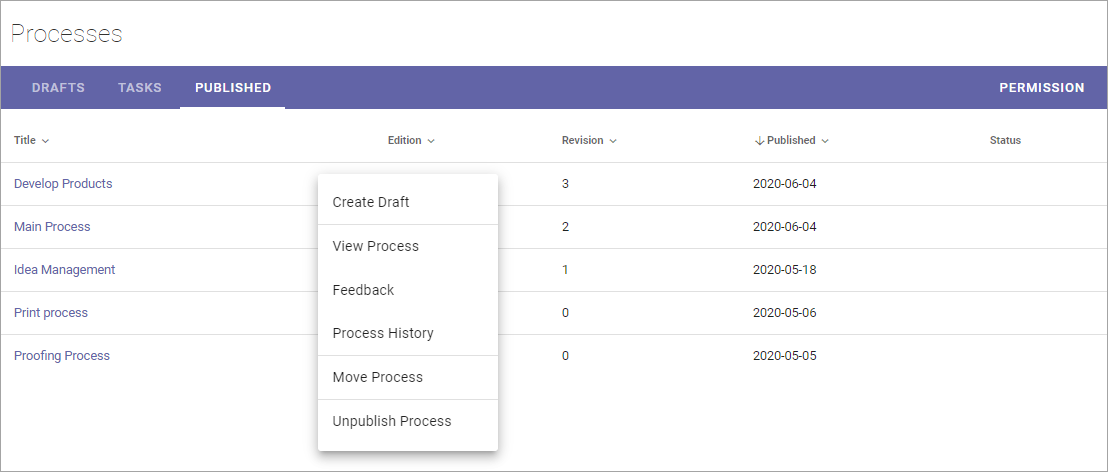 Processes
DRAFTS TASKS PUBLISHED PERMISSION
Title Edition Revision Published Status
Develop Products 3 2020-06-04
Create Draft
Main Process 2 2020-06-04
View Process
Idea Management 1 2020-05-18
Feedback
Print process 0 2020-05-06
Process History
Proofing Process 0 2020-05-05
Move Process
Unpublish Process